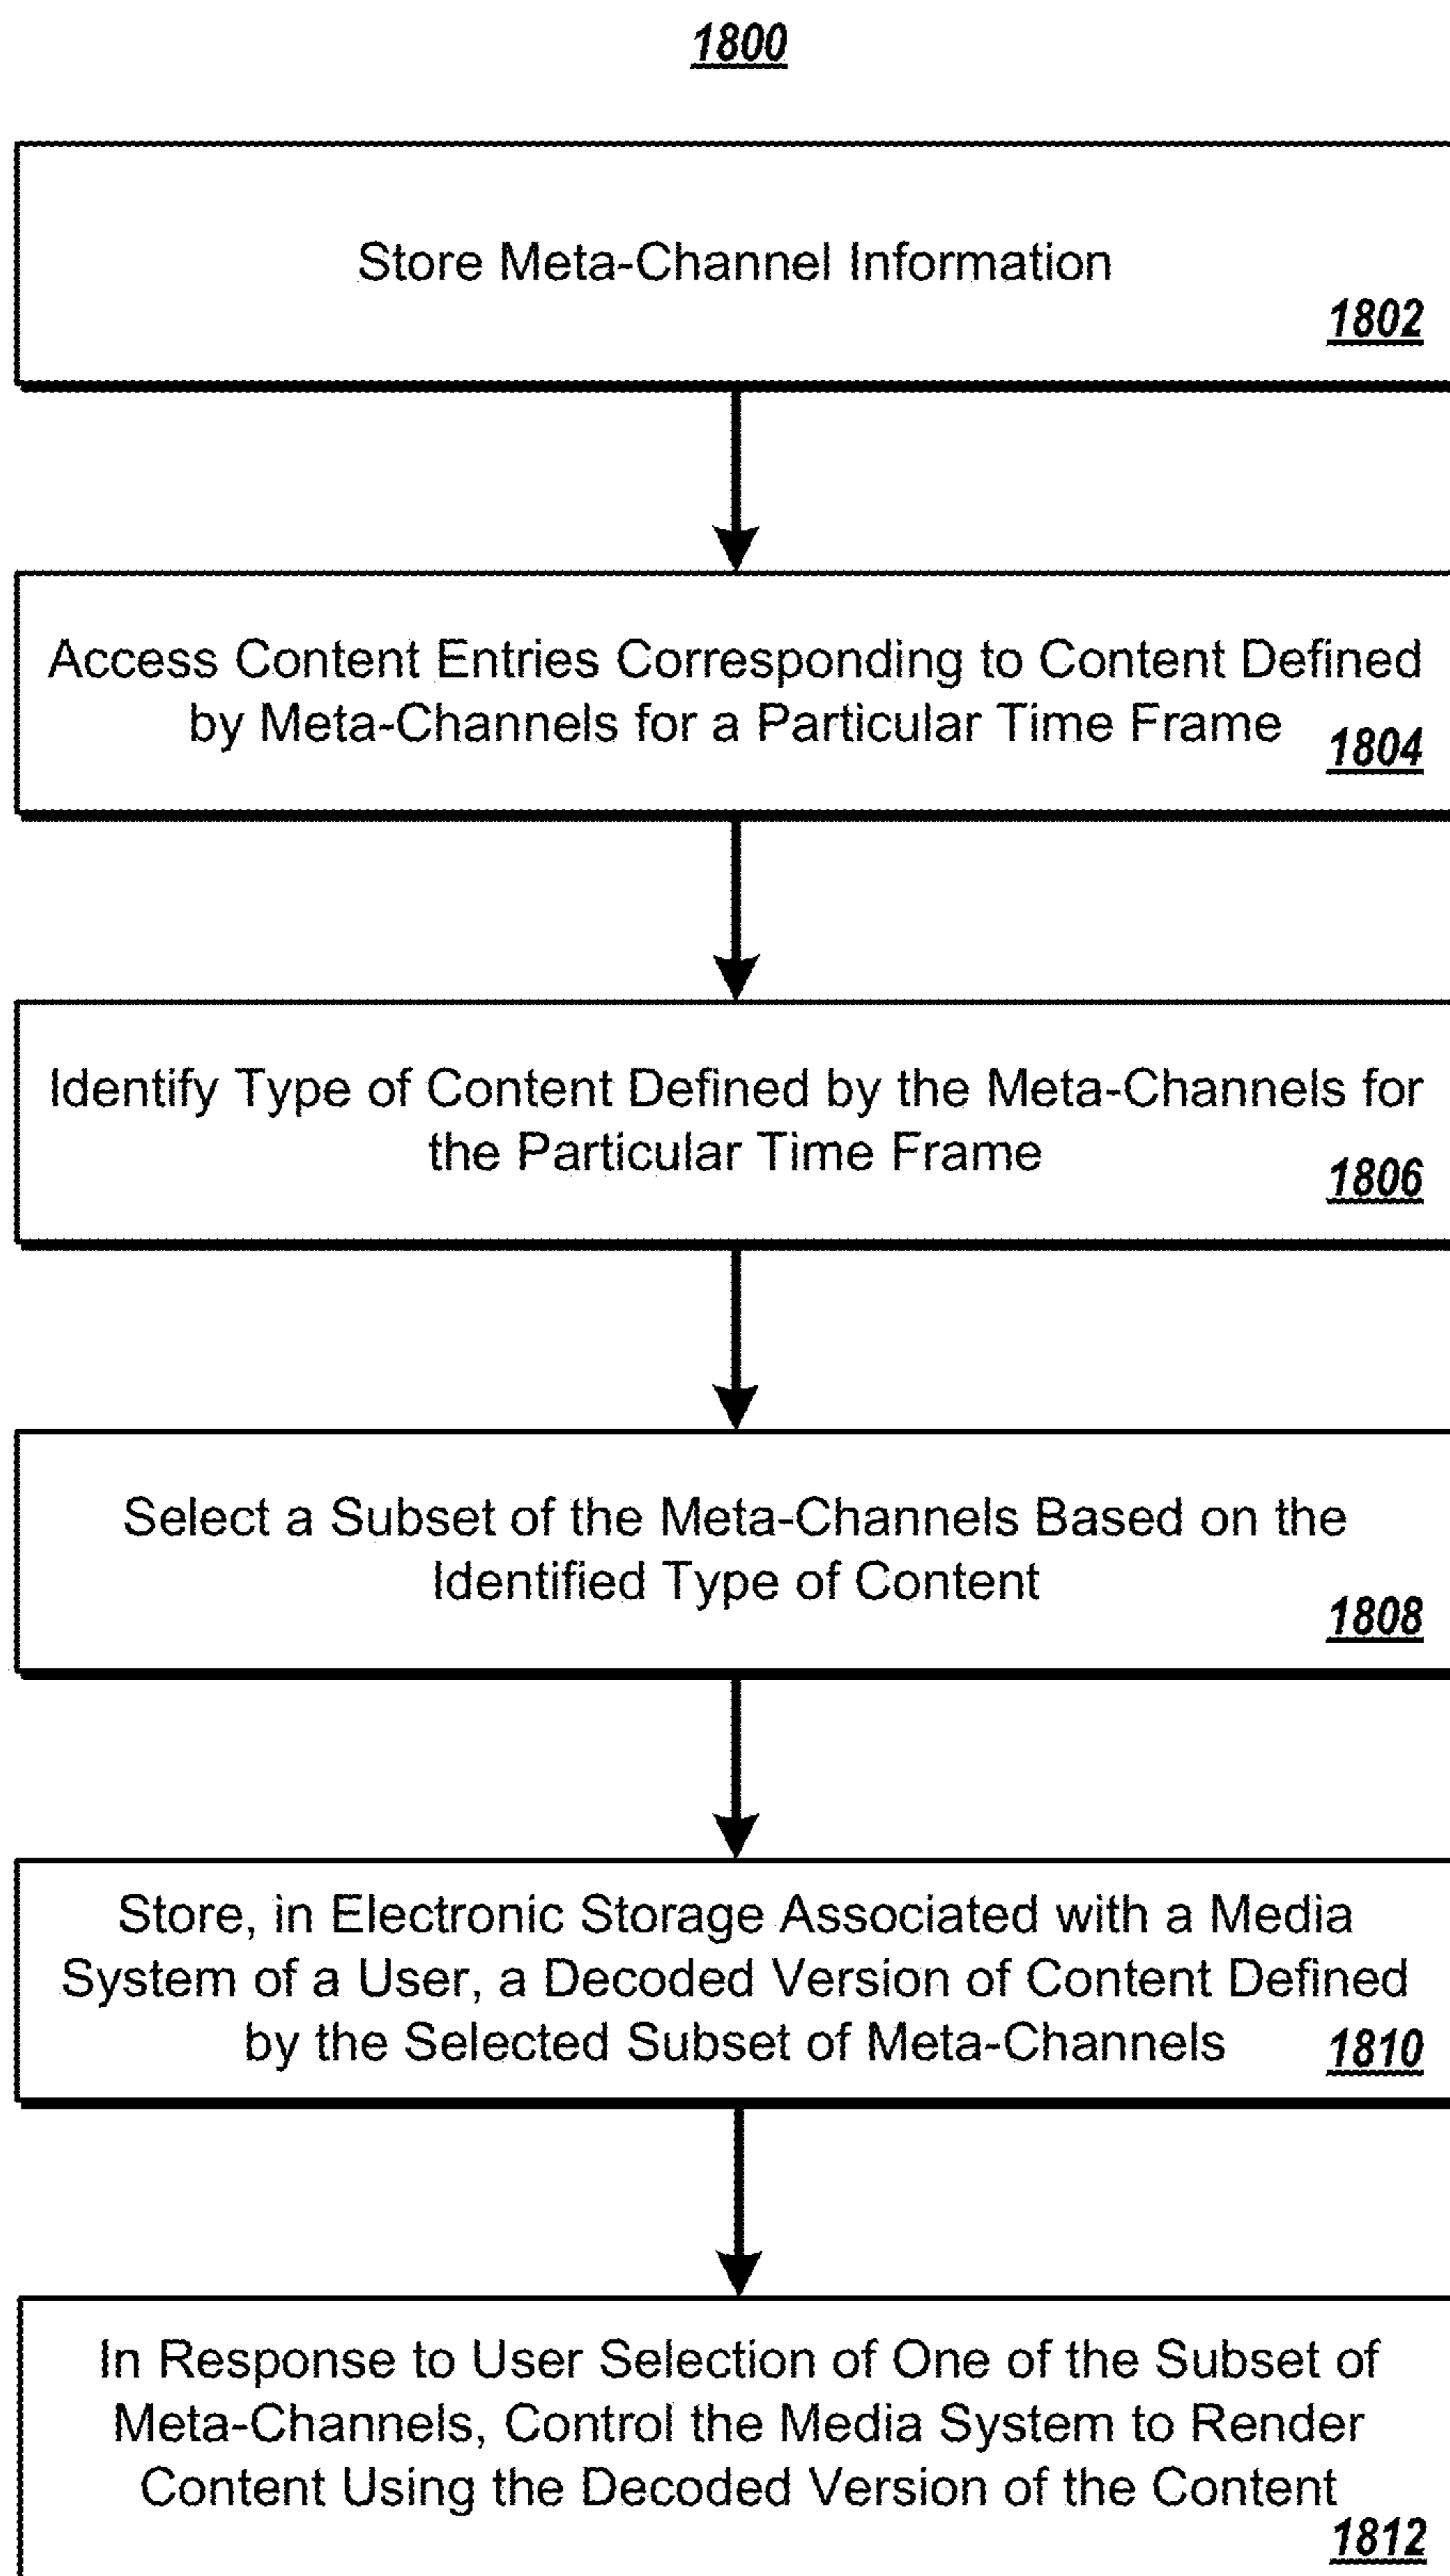 1800
Store Meta-Channel Information
1802
Access Content Entries Corresponding to Content Defined
by Meta-Channels for a Particular Time Frame
1804
Identify Type of Content Defined by the Meta-Channels for
the Particular Time Frame
1806
Select a Subset of the Meta-Channels Based on the
Identified Type of Content
1808
Store, in Electronic Storage Associated with a Media
System of a User, a Decoded Version of Content Defined
by the Selected Subset of Meta-Channels
1810
In Response to User Selection of One of the Subset of
Meta-Channels, Control the Media System to Render
Content Using the Decoded Version of the Content
1812